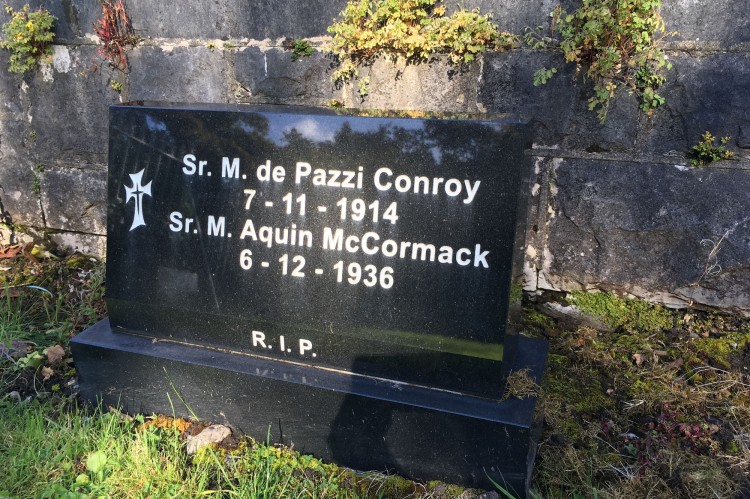 Sr. M. de Pazzi Conroy
7 - 11 - 1914
Sr. M. Aquin McCormack
6 - 12 - 1936
R. I. P.